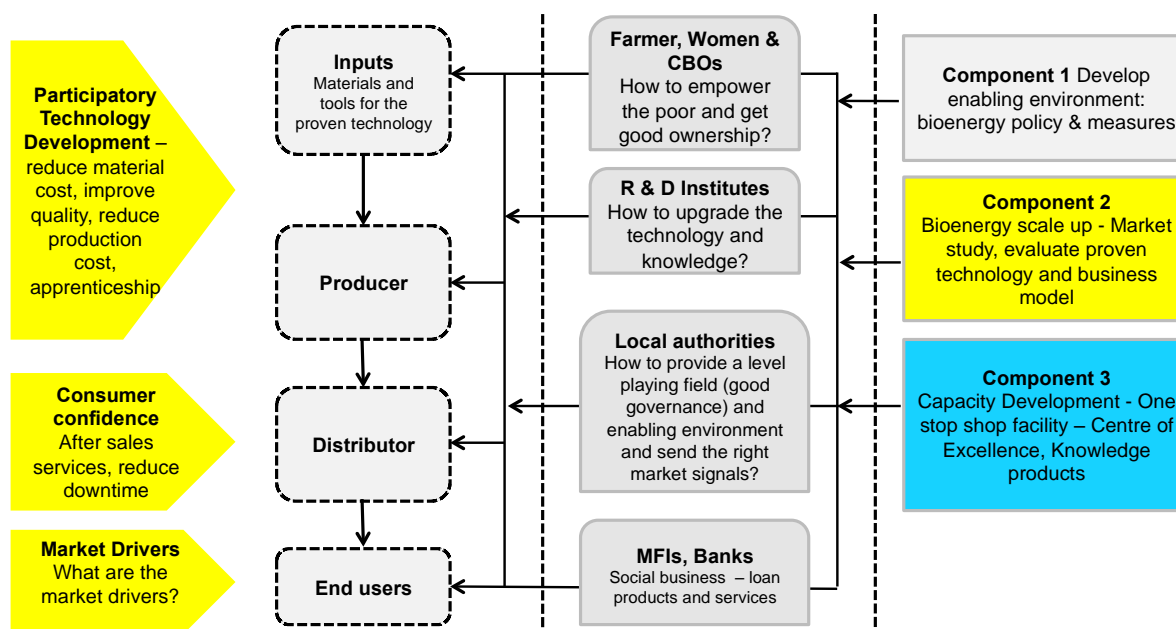 Participatory
Technology
Development –
reduce material
cost, improve
quality, reduce
production
cost,
apprenticeship
Consumer
confidence
After sales
services, reduce
downtime
Market Drivers
What are the
market drivers?
Inputs
Materials and
tools for the
proven technology
Producer
Distributor
End users
Farmer, Women &
CBOs
How to empower
the poor and get
good ownership?
R & D Institutes
How to upgrade the
technology and
knowledge?
Local authorities
How to provide a level
playing field (good
governance) and
enabling environment
and send the right
market signals?
MFIs, Banks
Social business – loan
products and services
Component 1 Develop
enabling environment:
bioenergy policy & measures
Component 2
Bioenergy scale up - Market
study, evaluate proven
technology and business
model
Component 3
Capacity Development - One
stop shop facility – Centre of
Excellence, Knowledge
products